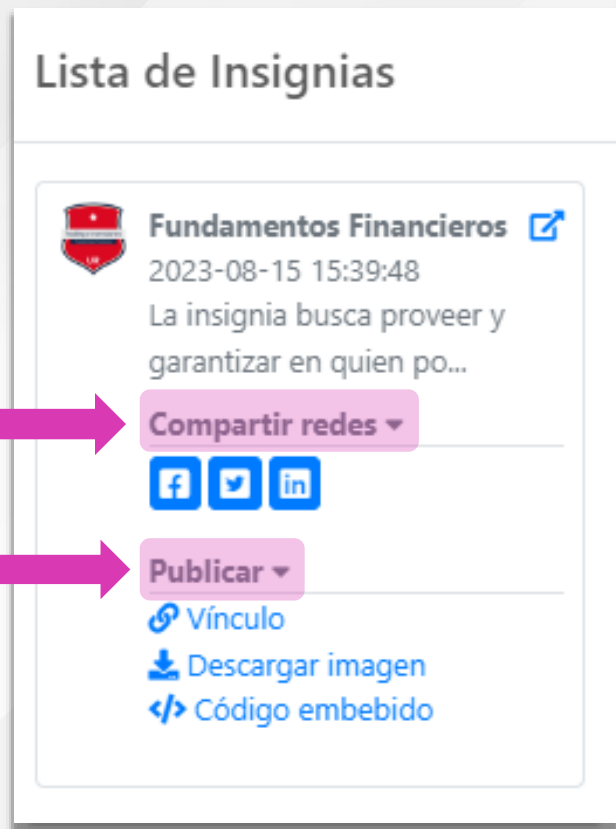 Lista de Insignias
Fundamentos Financieros
2023-08-15 15:39:48
La insignia busca proveer y
garantizar en quien po...
Compartir redes
Publicar
Vínculo
Descargar imagen
Código embebido